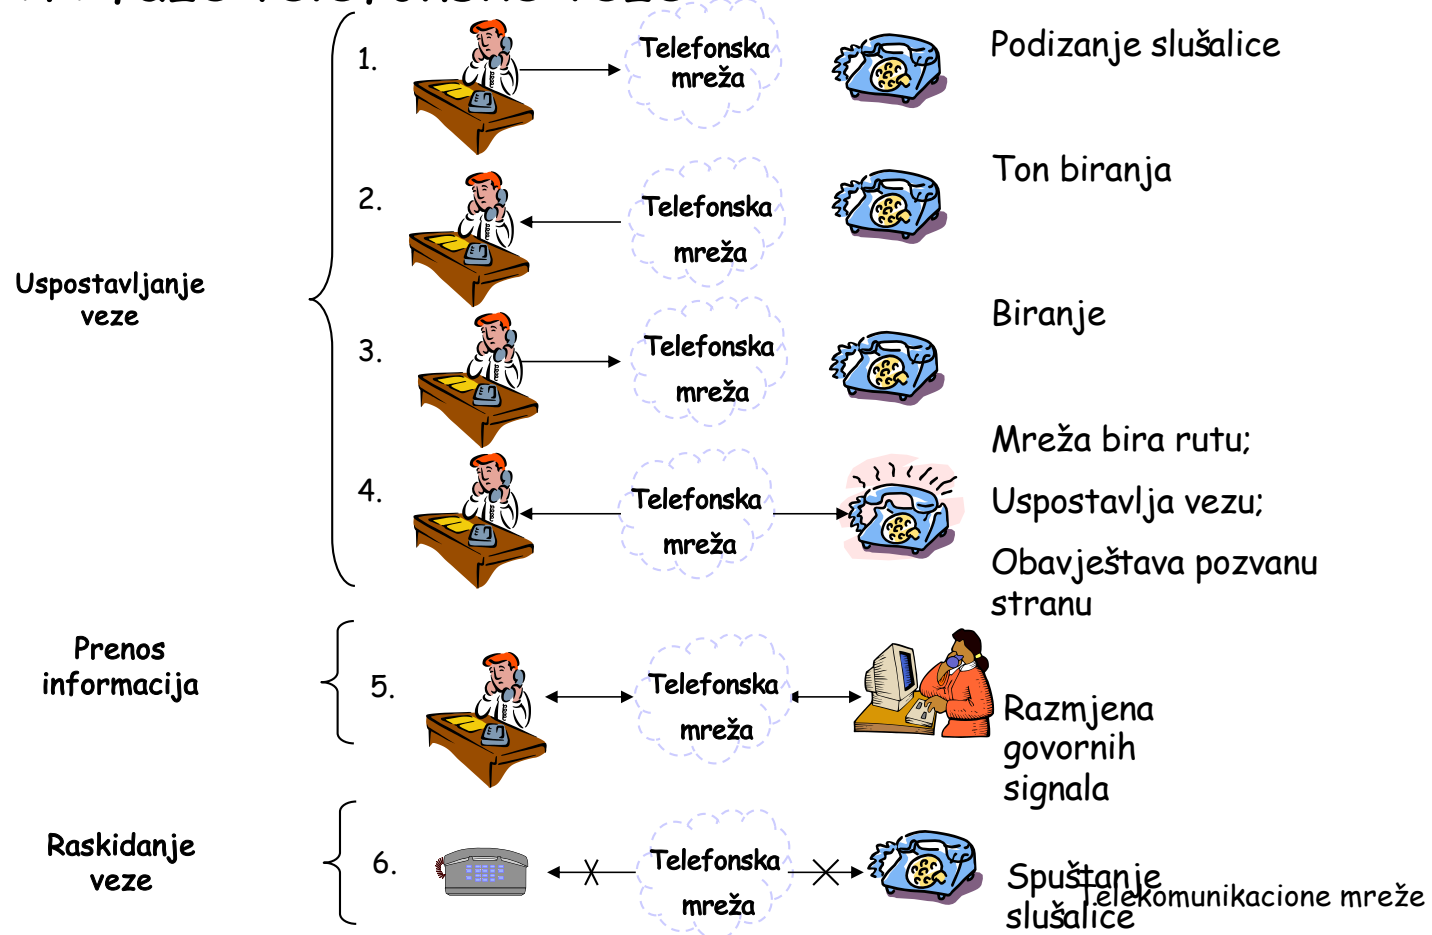 1.
Telefonska
mreža
Podizanje slušalice
2.
Telefonska
mreža
Ton biranja
Uspostavljanje
veze
3.
Telefonska
mreža
Biranje
4.
Telefonska
mreža
Mreža bira rutu;
Uspostavlja vezu;
Obavještava pozvanu
stranu
Prenos
informacija
5.
Telefonska
mreža
Razmjena
govornih
signala
Raskidanje
veze
6.
Telefonska
mreža
Spuštanje
slušalice
Telekomunikacione mreže